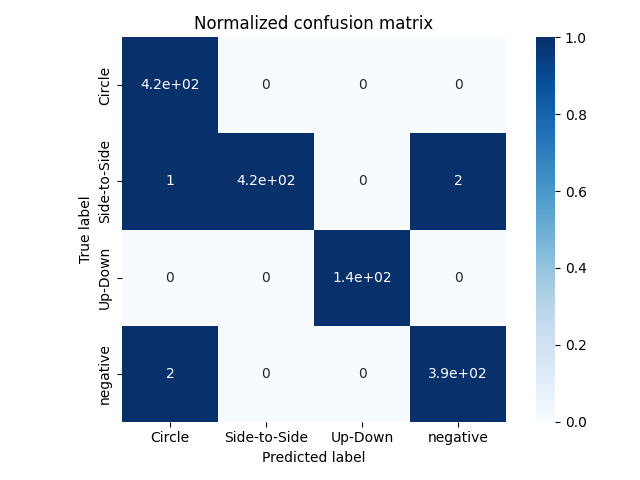 Normalized confusion matrix
Circle 4.2e+02 0 0 0
Side-to-Side 1 4.2e+02 0 2
Up-Down 0 0 1.4e+02 0
negative 2 0 0 3.9e+02
True label
Circle Side-to-Side Up-Down negative
Predicted label
1.0
0.8
0.6
0.4
0.2
0.0